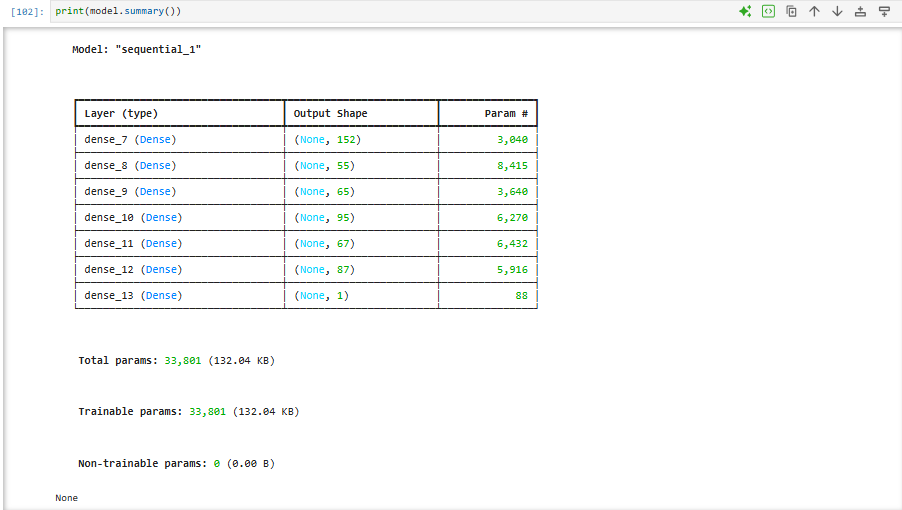 [102]: print(model.summary())
Model: "sequential_1"
Layer (type) Output Shape Param #
dense_7 (Dense) (None, 152) 3,040
dense_8 (Dense) (None, 55) 8,415
dense_9 (Dense) (None, 65) 3,640
dense_10 (Dense) (None, 95) 6,270
dense_11 (Dense) (None, 67) 6,432
dense_12 (Dense) (None, 87) 5,916
dense_13 (Dense) (None, 1) 88
Total params: 33,801 (132.04 KB)
Trainable params: 33,801 (132.04 KB)
Non-trainable params: 0 (0.00 B)
None